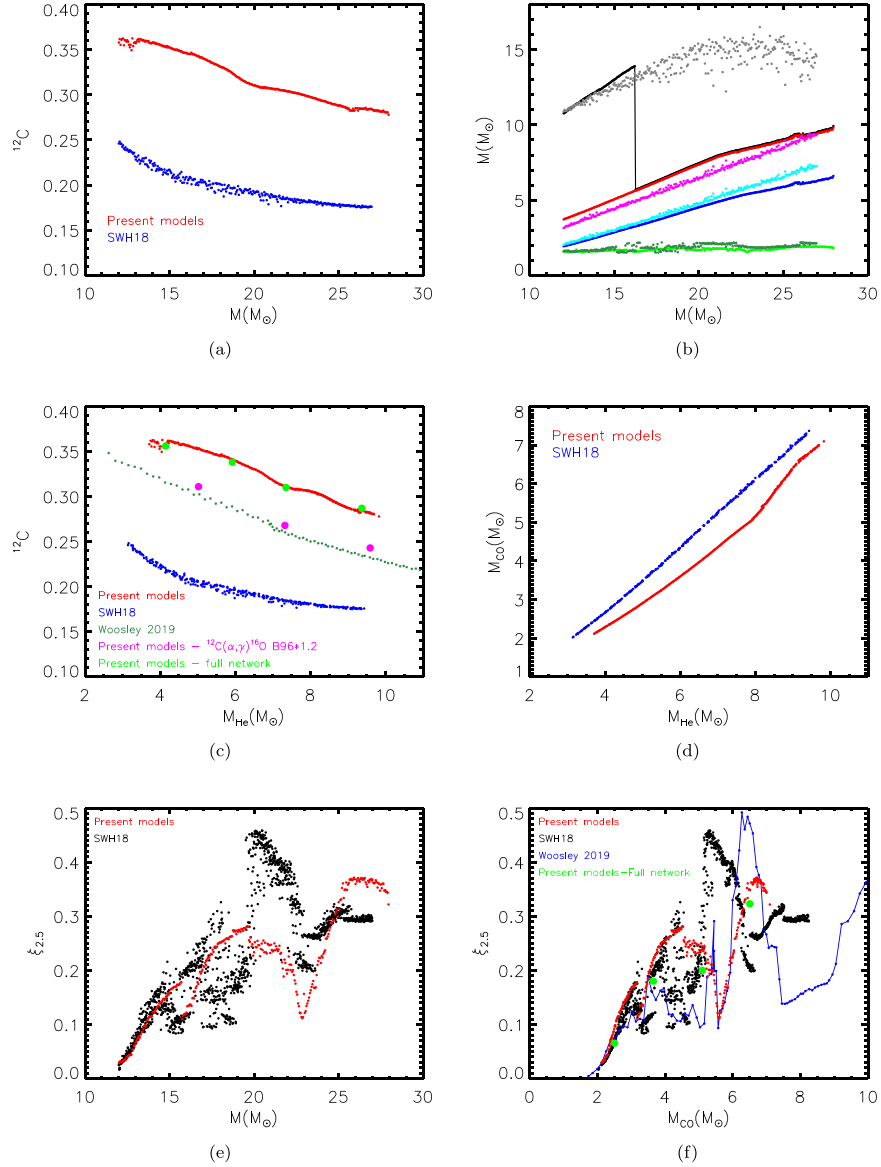 0.40
0.35
0.30
0.25
0.20
0.15
0.10
¹²C
Present models
SWH18
10 15 20 25 30
M(M⊙)
(a)
15
10
5
0
M(M⊙)
10 15 20 25 30
M(M⊙)
(b)
0.40
0.35
0.30
0.25
0.20
0.15
0.10
¹²C
Present models
SWH18
Woosley 2019
Present models − ¹²C(α,γ)¹⁶O B96*1.2
Present models − full network
2 4 6 8 10
M_He(M⊙)
(c)
8
7
6
5
4
3
2
1
M_CO(M⊙)
Present models
SWH18
2 4 6 8 10
M_He(M⊙)
(d)
0.5
0.4
0.3
0.2
0.1
0.0
ξ₂.₅
Present models
SWH18
10 15 20 25 30
M(M⊙)
(e)
0.5
0.4
0.3
0.2
0.1
0.0
ξ₂.₅
Present models
SWH18
Woosley 2019
Present models−Full network
0 2 4 6 8 10
M_CO(M⊙)
(f)